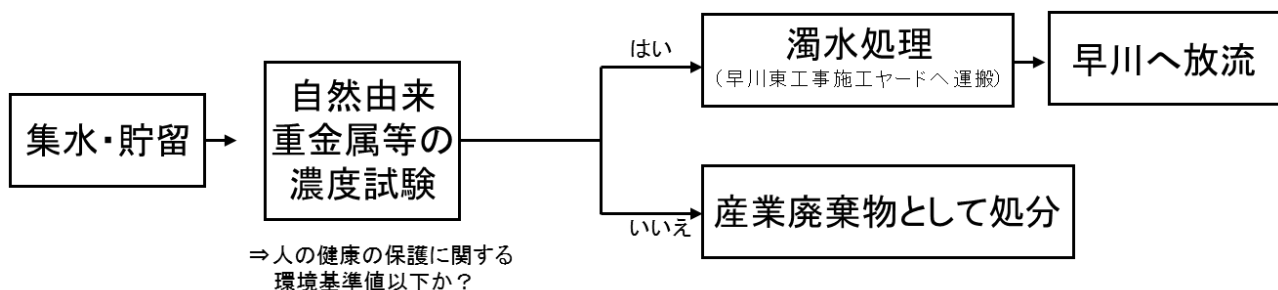 集水・貯留
自然由来
重金属等の
濃度試験
⇒人の健康の保護に関する
環境基準値以下か？
はい
濁水処理
（早川東工事施工ヤードへ運搬）
早川へ放流
いいえ
産業廃棄物として処分